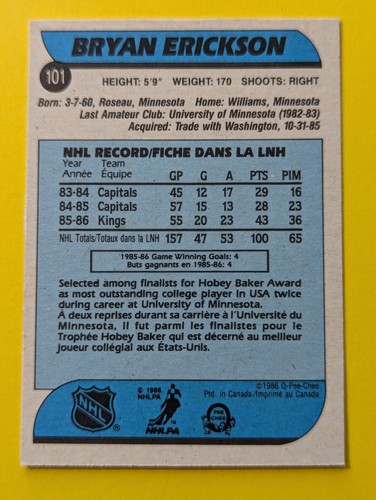 BRYAN ERICKSON
101
HEIGHT: 5'9" WEIGHT: 170 SHOOTS: RIGHT
Born: 3-7-60, Roseau, Minnesota Home: Williams, Minnesota
Last Amateur Club: University of Minnesota (1982-83)
Acquired: Trade with Washington, 10-31-85
NHL RECORD/FICHE DANS LA LNH
Year Team
Année Équipe GP G A PTS PIM
83-84 Capitals 45 12 17 29 16
84-85 Capitals 57 15 13 28 23
85-86 Kings 55 20 23 43 36
NHL Totals/Totaux dans la LNH 157 47 53 100 65
1985-86 Game Winning Goals: 4
Buts gagnants en 1985-86: 4
Selected among finalists for Hobey Baker Award
as most outstanding college player in USA twice
during career at University of Minnesota.
À deux reprises durant sa carrière à l'Université du
Minnesota, il fut parmi les finalistes pour le
Trophée Hobey Baker qui est décerné au meilleur
joueur collégial aux États-Unis.
NHL
®
© 1986
NHLPA
TM
NHLPA
O PEE CHEE
©1986 O-Pee-Chee
Ptd. in Canada/Imprimé au Canada